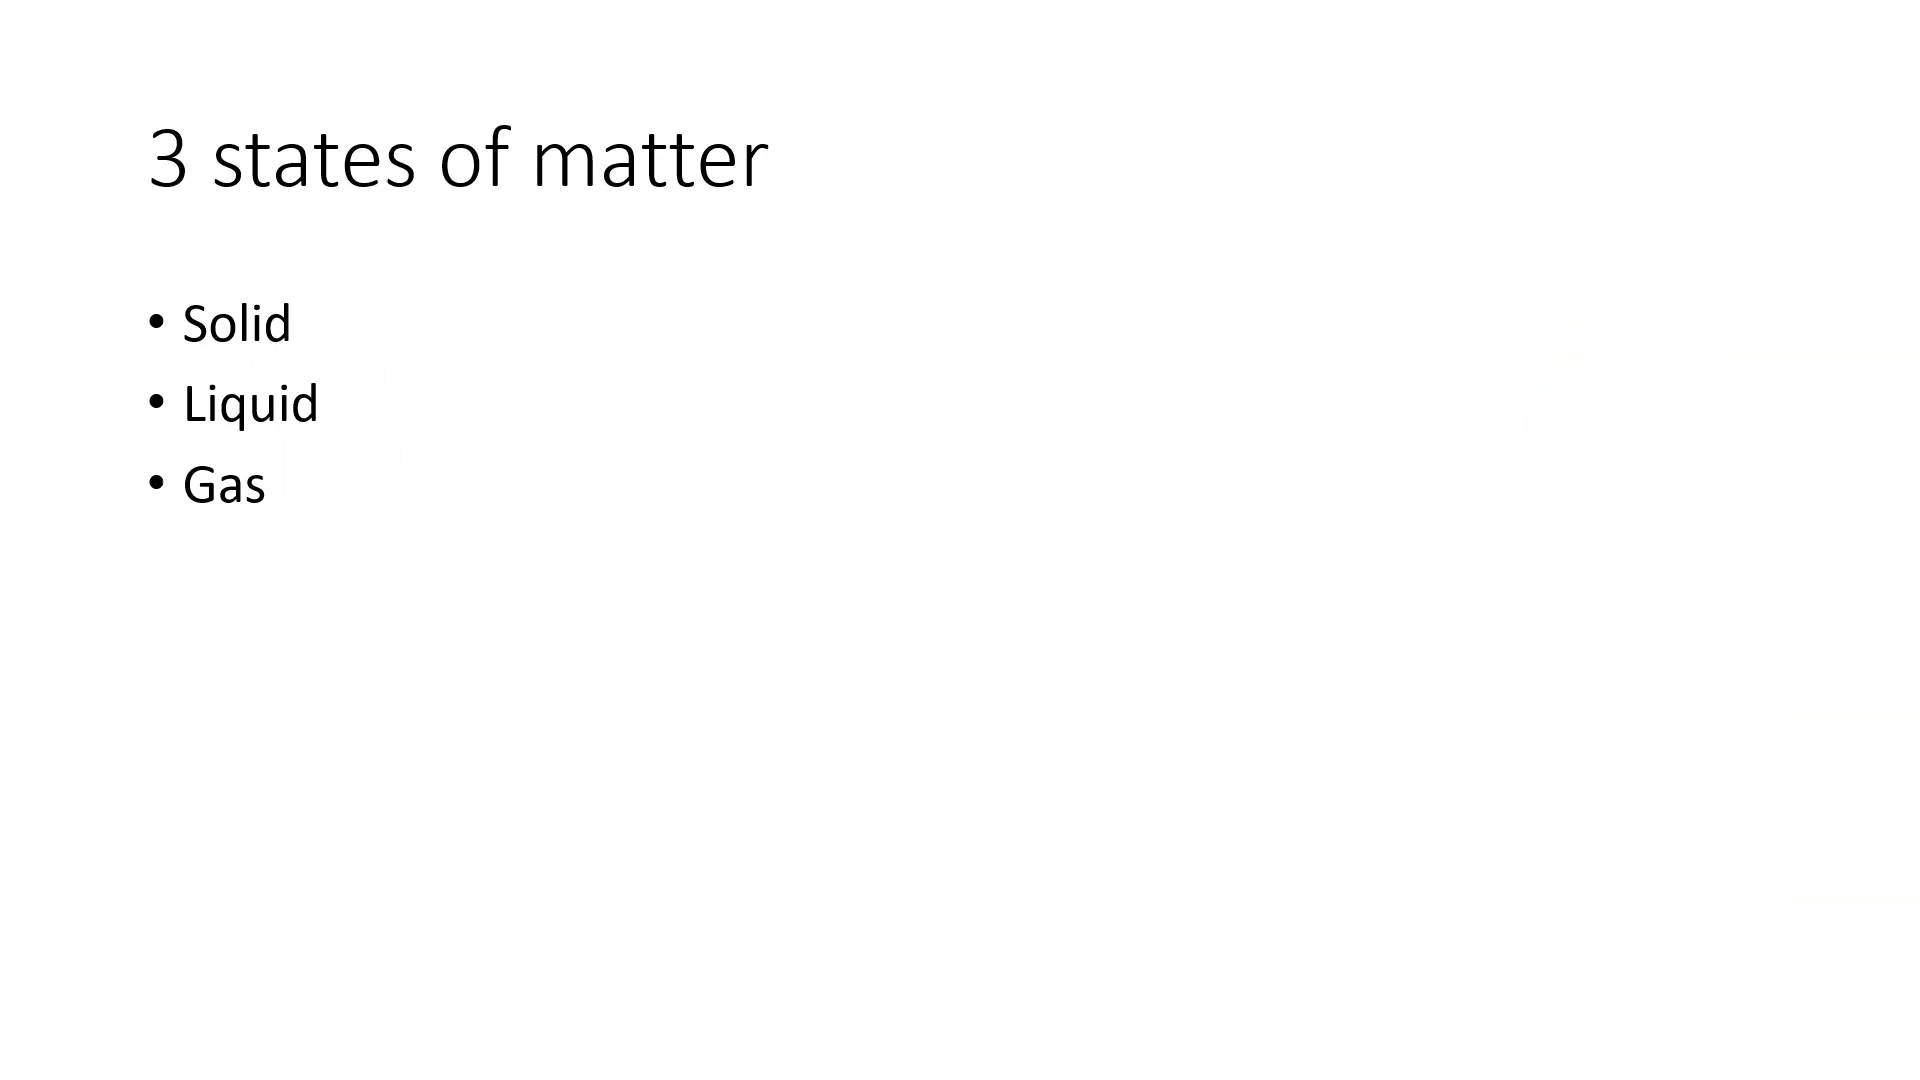 3 states of matter
• Solid
• Liquid
• Gas